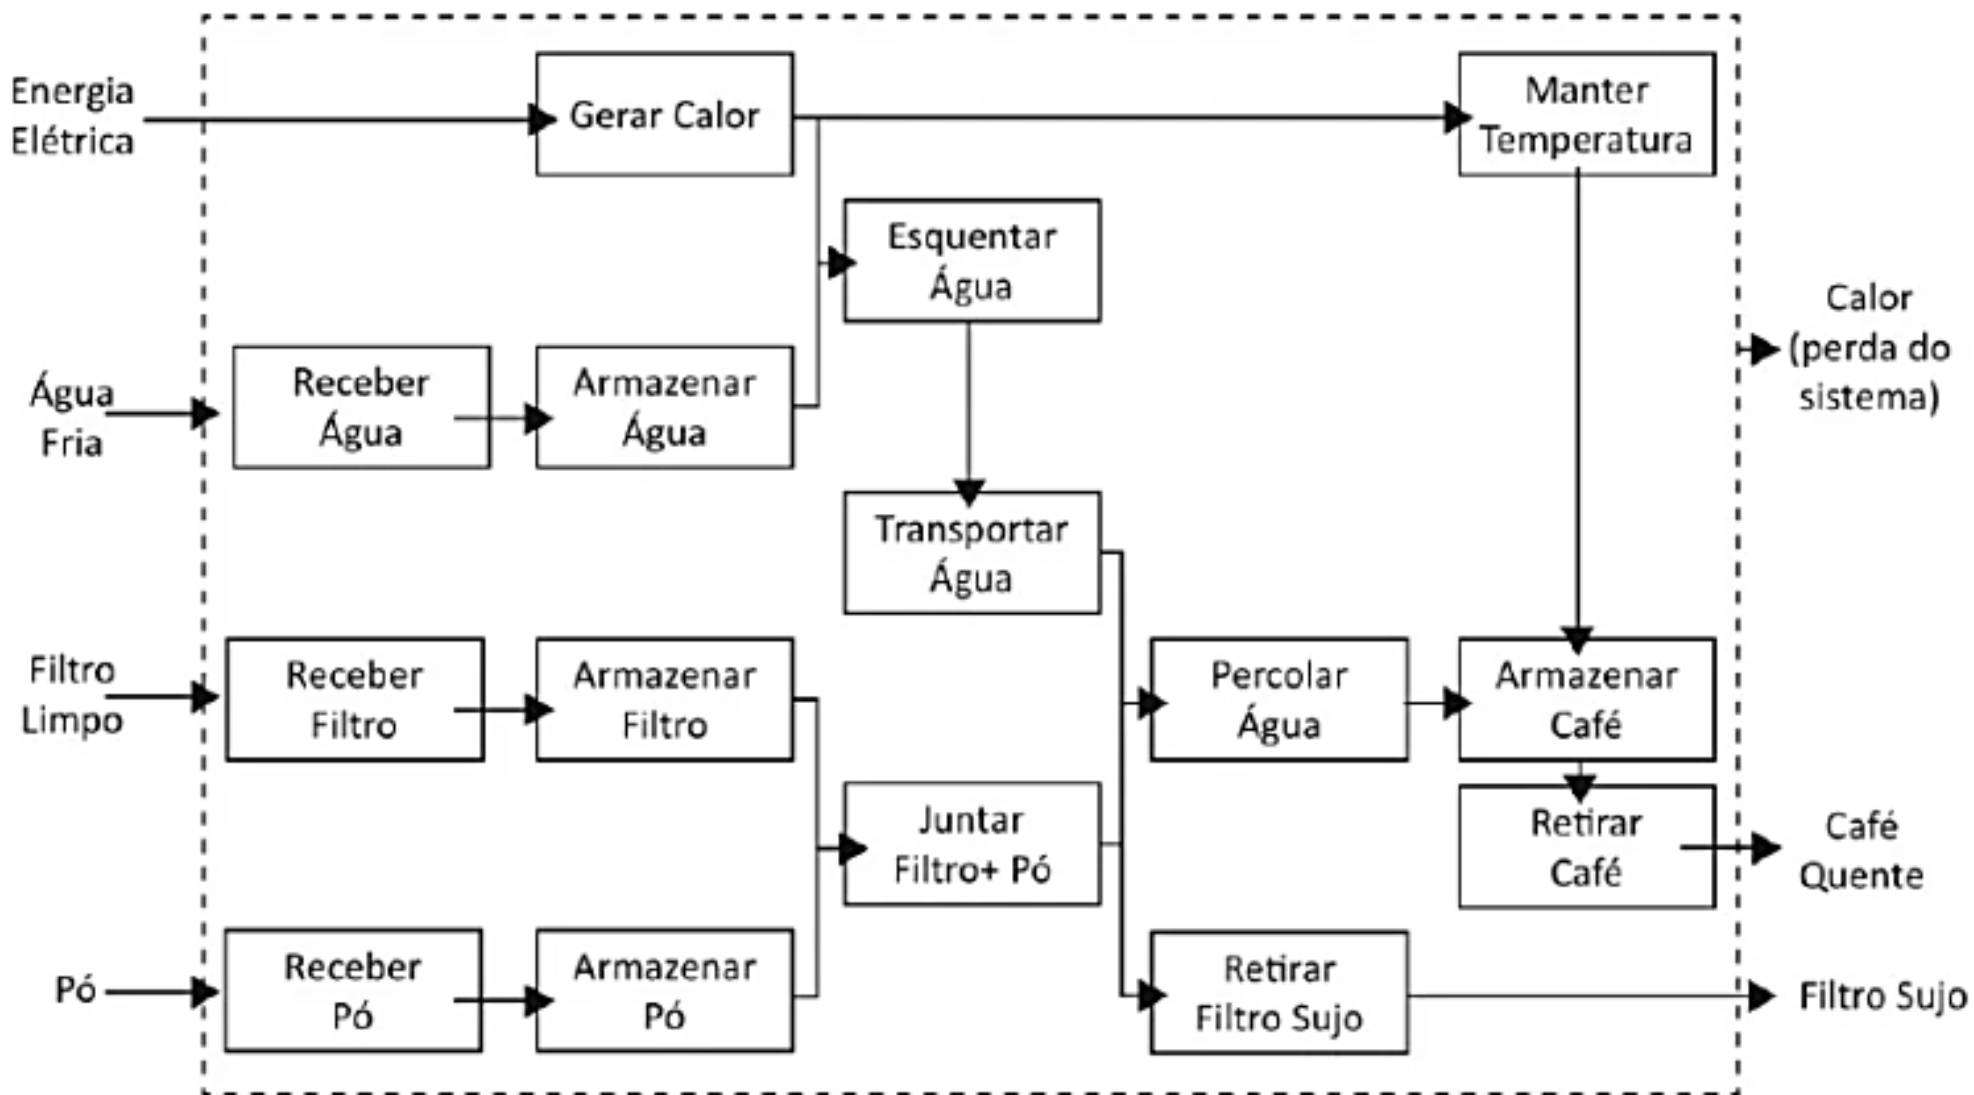 Energia
Elétrica
Gerar Calor
Manter
Temperatura
Esquentar
Água
Calor
(perda do
sistema)
Água
Fria
Receber
Água
Armazenar
Água
Transportar
Água
Filtro
Limpo
Receber
Filtro
Armazenar
Filtro
Percolar
Água
Armazenar
Café
Juntar
Filtro+ Pó
Retirar
Café
Café
Quente
Pó
Receber
Pó
Armazenar
Pó
Retirar
Filtro Sujo
Filtro Sujo